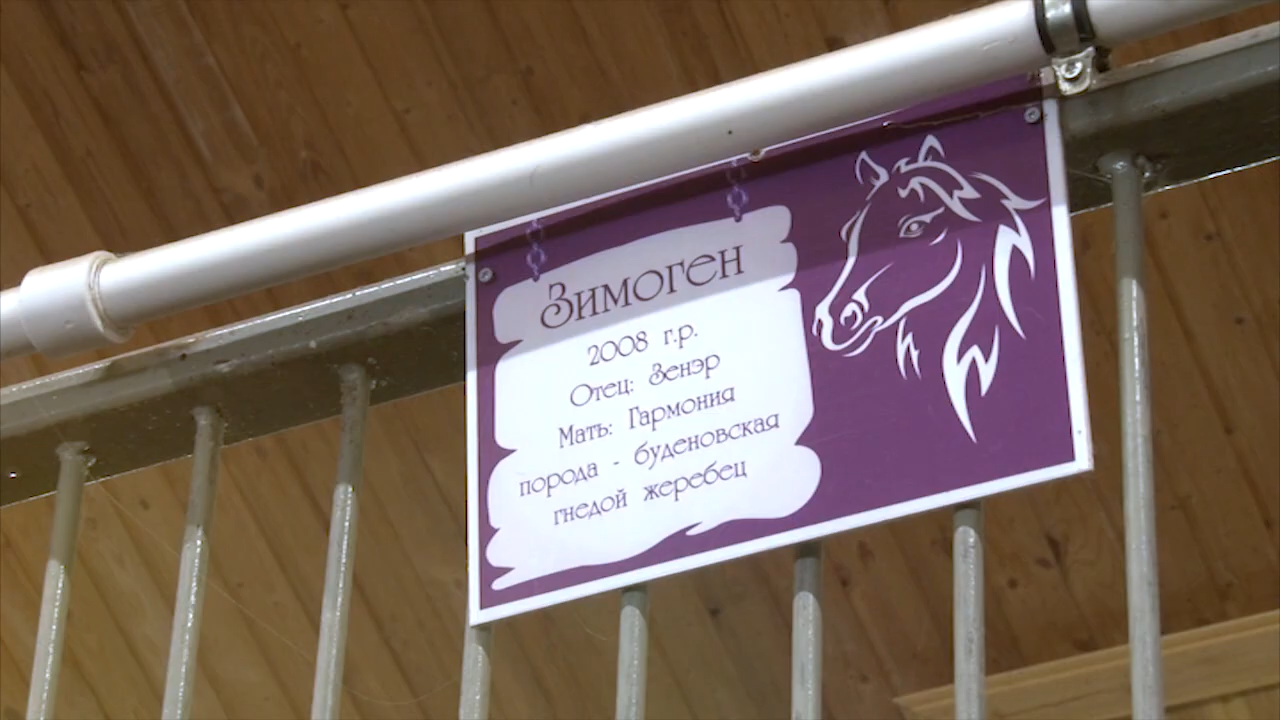 Зимоген
2008 г.р.
Отец: Зенэр
Мать: Гармония
порода - буденовская
гнедой жеребец